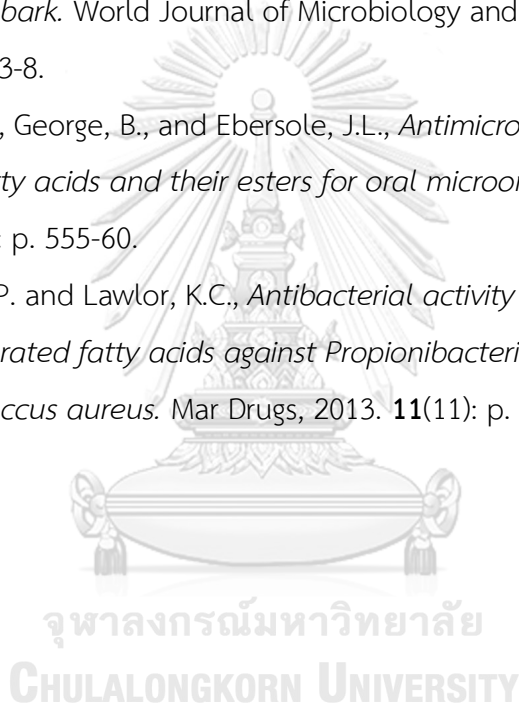 bark. World Journal of Microbiology and
3-8.
, George, B., and Ebersole, J.L., Antimicro
ty acids and their esters for oral microor
: p. 555-60.
P. and Lawlor, K.C., Antibacterial activity
rated fatty acids against Propionibacteri
ccus aureus. Mar Drugs, 2013. 11(11): p.
จุฬาลงกรณ์มหาวิทยาลัย
CHULALONGKORN UNIVERSITY